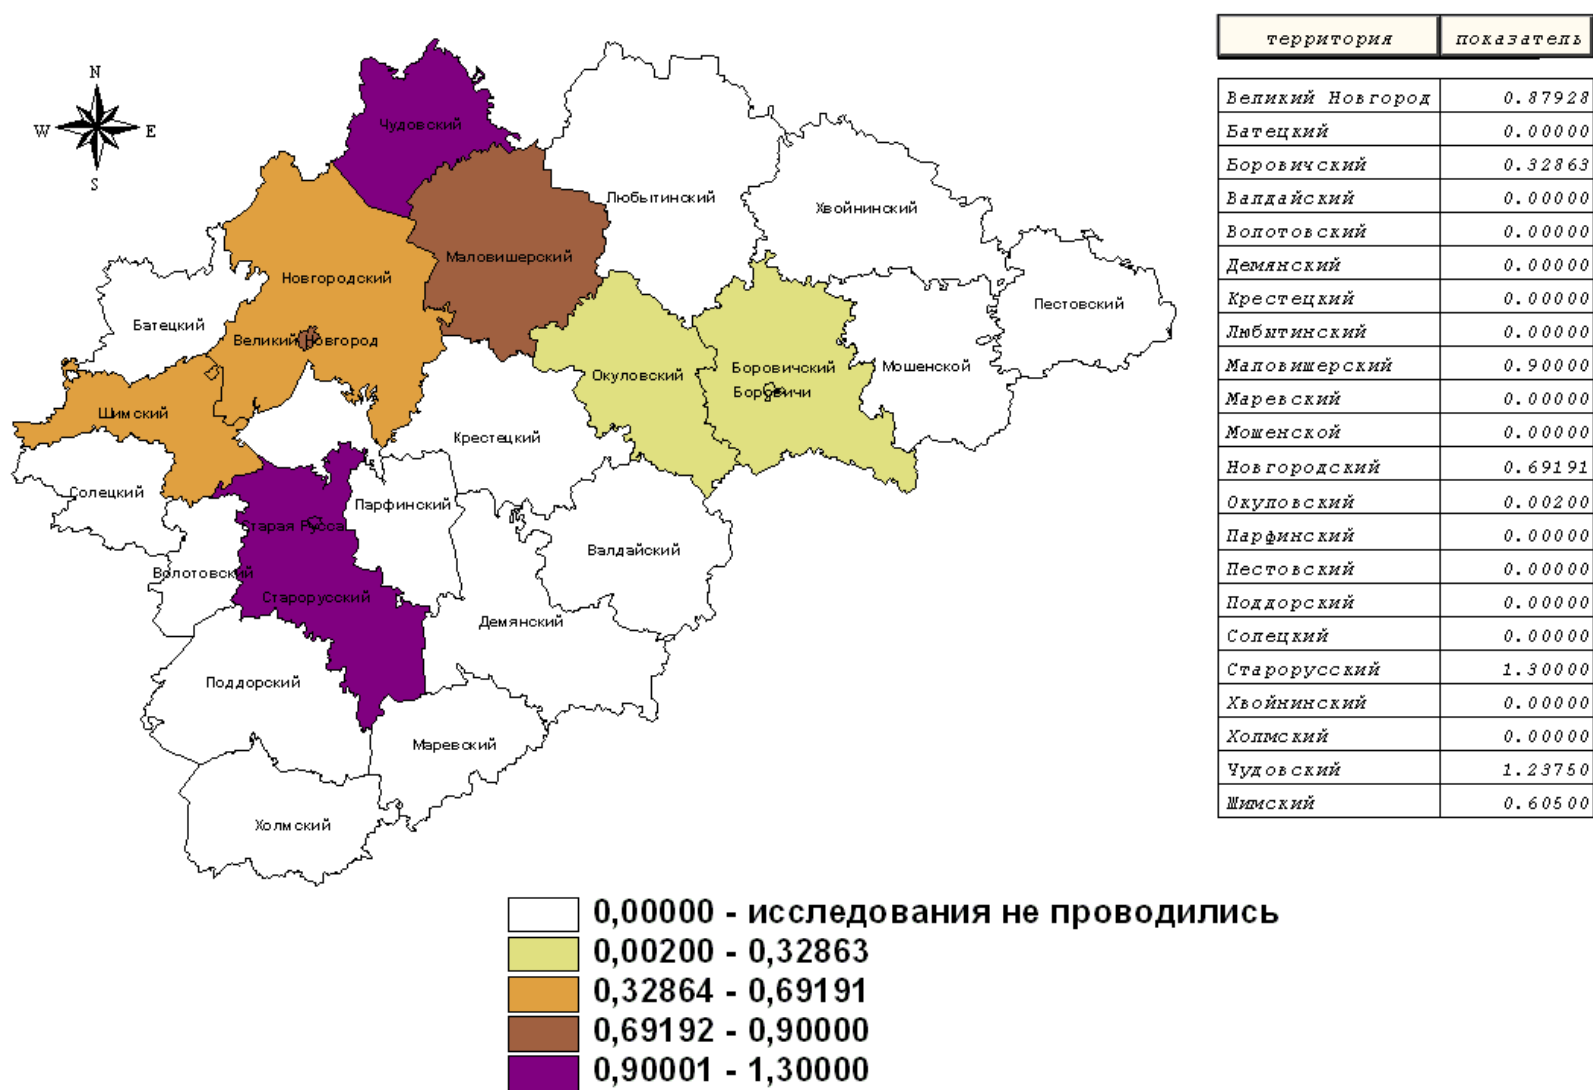 N
W E
S
Чудовский
Любытинский
Хвойнинский
Маловишерский
Новгородский
Пестовский
Батецкий
Великий Новгород
Окуловский
Боровичский
Мошенской
Боровичи
Шимский
Крестецкий
Солецкий
Парфинский
Старая Русса
Валдайский
Волотовский
Старорусский
Демянский
Поддорский
Маревский
Холмский
территория показатель
Великий Новгород 0.87928
Батецкий 0.00000
Боровичский 0.32863
Валдайский 0.00000
Волотовский 0.00000
Демянский 0.00000
Крестецкий 0.00000
Любытинский 0.00000
Маловишерский 0.90000
Маревский 0.00000
Мошенской 0.00000
Новгородский 0.69191
Окуловский 0.00200
Парфинский 0.00000
Пестовский 0.00000
Поддорский 0.00000
Солецкий 0.00000
Старорусский 1.30000
Хвойнинский 0.00000
Холмский 0.00000
Чудовский 1.23750
Шимский 0.60500
0,00000 - исследования не проводились
0,00200 - 0,32863
0,32864 - 0,69191
0,69192 - 0,90000
0,90001 - 1,30000